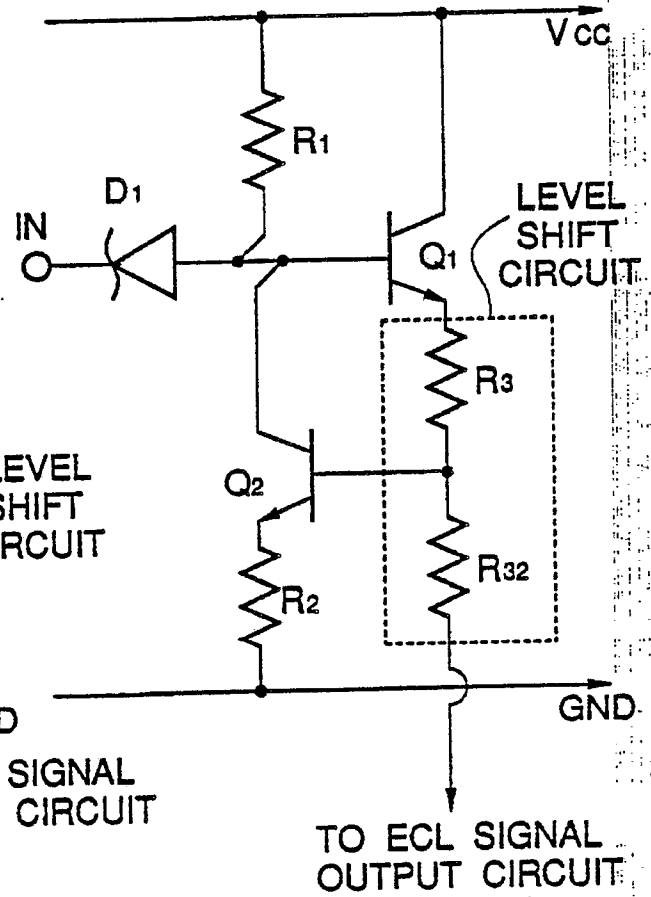 Vcc
R1
D1
IN
LEVEL
SHIFT
CIRCUIT
Q1
R3
LEVEL
SHIFT
RCUIT
Q2
R32
R2
GND
D
SIGNAL
CIRCUIT
TO ECL SIGNAL
OUTPUT CIRCUIT